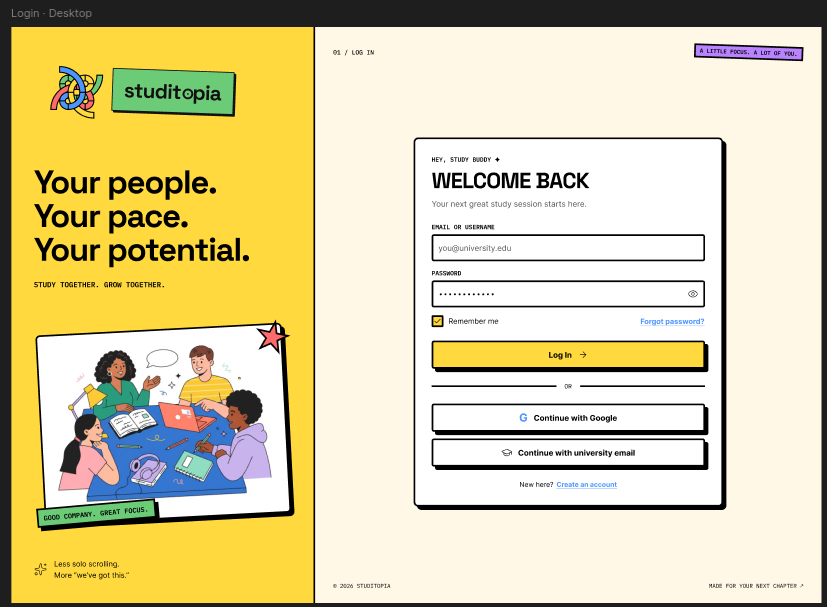 Login · Desktop
studitopia
Your people.
Your pace.
Your potential.
STUDY TOGETHER. GROW TOGETHER.
GOOD COMPANY. GREAT FOCUS.
Less solo scrolling.
More “we’ve got this.”
01 / LOG IN
A LITTLE FOCUS. A LOT OF YOU.
HEY, STUDY BUDDY ✦
WELCOME BACK
Your next great study session starts here.
EMAIL OR USERNAME
you@university.edu
PASSWORD
••••••••••••
Remember me
Forgot password?
Log In →
OR
G Continue with Google
Continue with university email
New here? Create an account
© 2026 STUDITOPIA
MADE FOR YOUR NEXT CHAPTER ↗